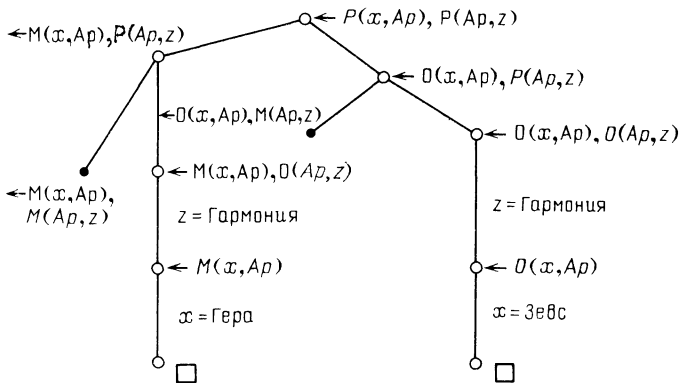 ← P(x,Ap), P(Ap,z)
← M(x,Ap), P(Ap,z)
← O(x,Ap), P(Ap,z)
← O(x,Ap), M(Ap,z)
← O(x,Ap), O(Ap,z)
← M(x,Ap), O(Ap,z)
← M(x,Ap),
M(Ap,z)
z = Гармония
z = Гармония
← M(x,Ap)
← O(x,Ap)
x = Гера
x = Зевс